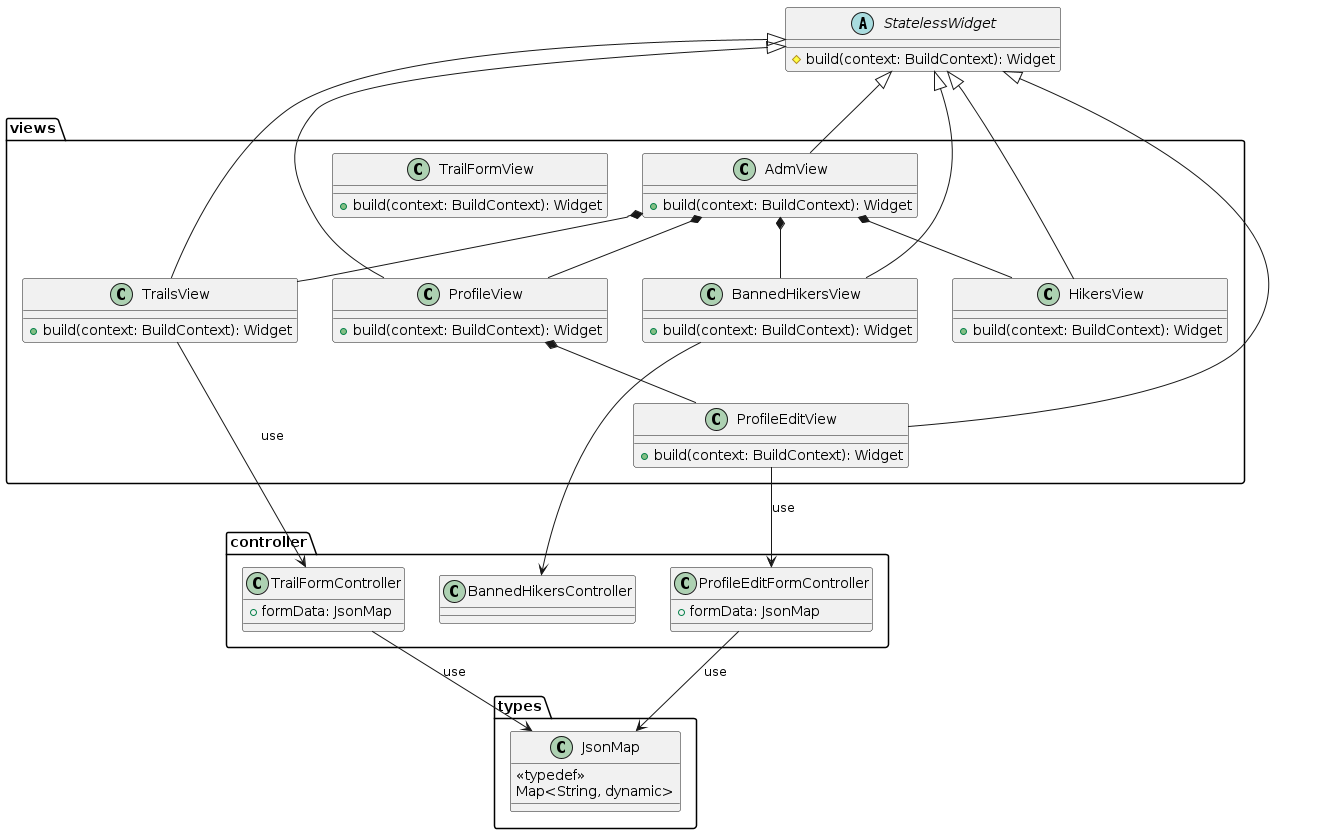 A StatelessWidget
build(context: BuildContext): Widget
views
C TrailFormView
build(context: BuildContext): Widget
C AdmView
build(context: BuildContext): Widget
C TrailsView
build(context: BuildContext): Widget
C ProfileView
build(context: BuildContext): Widget
C BannedHikersView
build(context: BuildContext): Widget
C HikersView
build(context: BuildContext): Widget
C ProfileEditView
build(context: BuildContext): Widget
use
use
controller
C TrailFormController
formData: JsonMap
C BannedHikersController
C ProfileEditFormController
formData: JsonMap
use
use
types
C JsonMap
«typedef»
Map<String, dynamic>